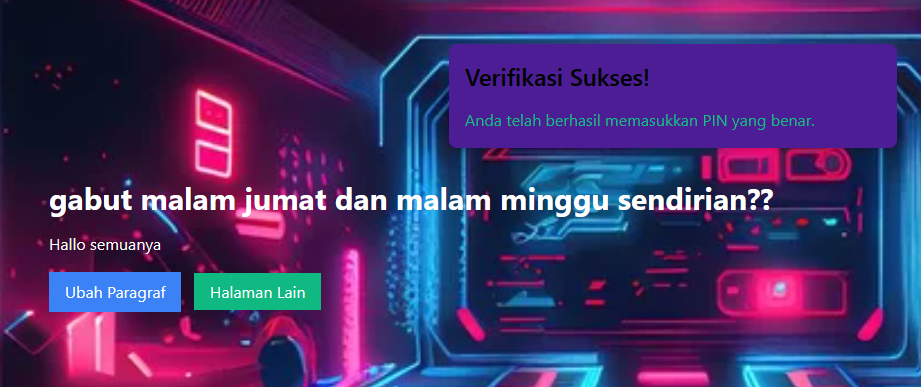 Verifikasi Sukses!
Anda telah berhasil memasukkan PIN yang benar.
gabut malam jumat dan malam minggu sendirian??
Hallo semuanya
Ubah Paragraf
Halaman Lain